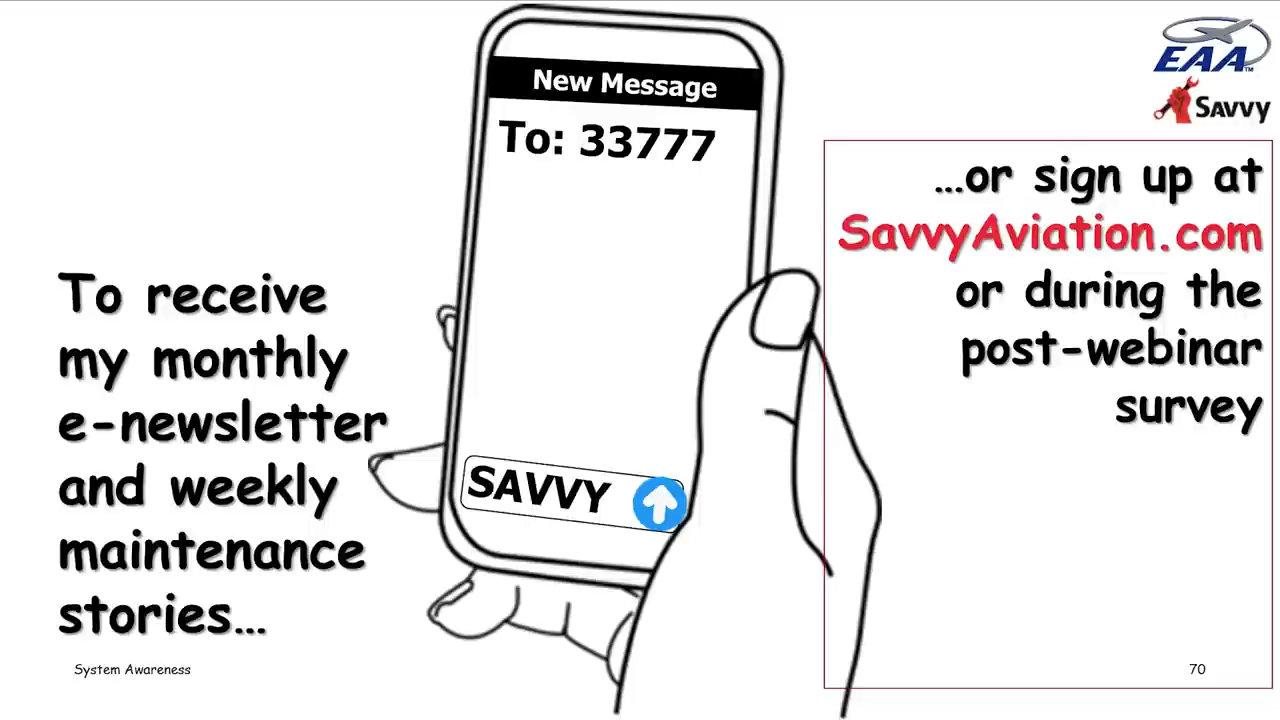 To receive
my monthly
e-newsletter
and weekly
maintenance
stories…
New Message
To: 33777
SAVVY
EAA™
SAVVY
…or sign up at
SavvyAviation.com
or during the
post-webinar
survey
System Awareness
70